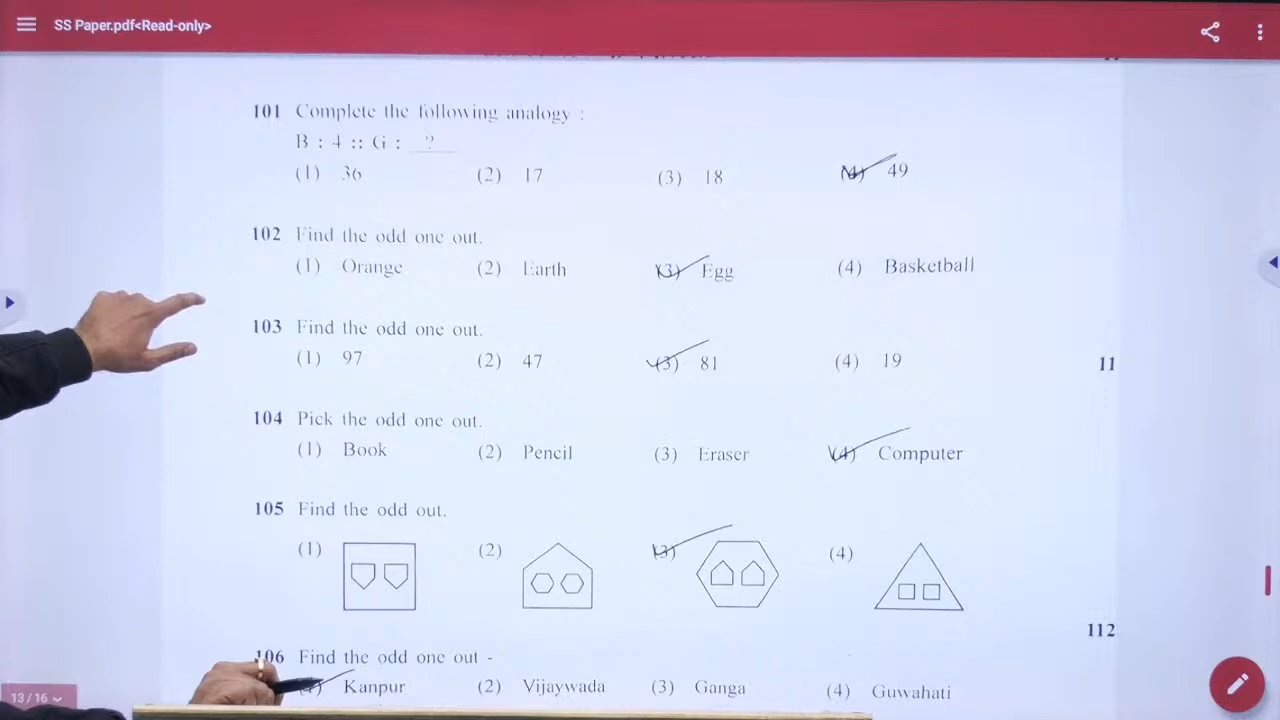 SS Paper.pdf<Read-only>
101 Complete the following analogy :
B : 4 :: G : ?
(1) 36 (2) 17 (3) 18 (4) 49
102 Find the odd one out.
(1) Orange (2) Earth (3) Egg (4) Basketball
103 Find the odd one out.
(1) 97 (2) 47 (3) 81 (4) 19
11
104 Pick the odd one out.
(1) Book (2) Pencil (3) Eraser (4) Computer
105 Find the odd out.
(1) (2) (3) (4)
112
106 Find the odd one out -
Kanpur (2) Vijaywada (3) Ganga (4) Guwahati
13 / 16